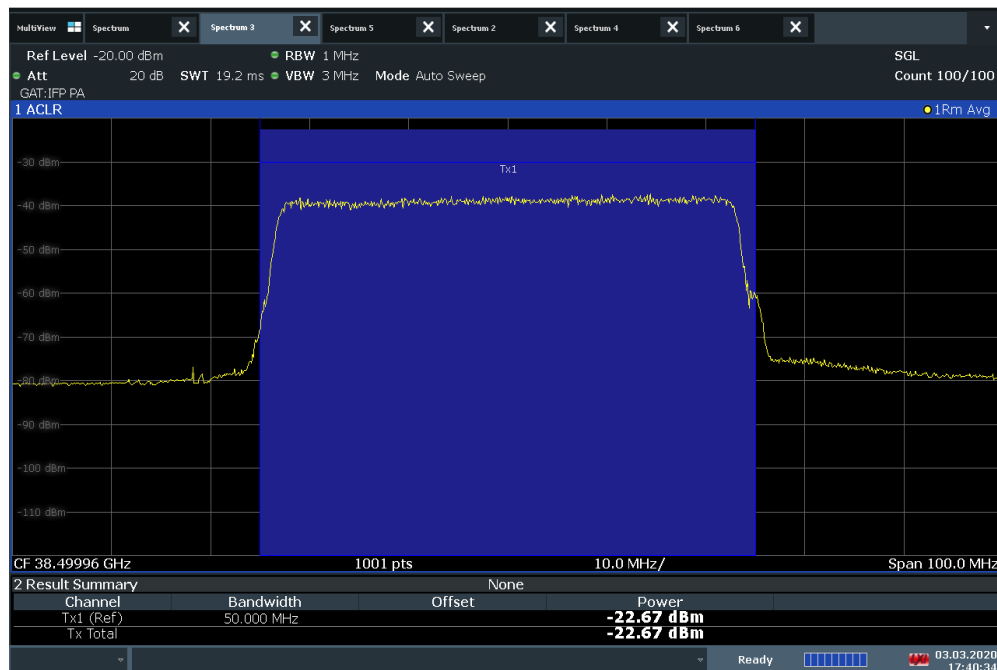 MultiView Spectrum Spectrum 3 Spectrum 5 Spectrum 2 Spectrum 4 Spectrum 6
Ref Level -20.00 dBm RBW 1 MHz SGL
Att 20 dB SWT 19.2 ms VBW 3 MHz Mode Auto Sweep Count 100/100
GAT:IFP PA
1 ACLR 1Rm Avg
-30 dBm
Tx1
-40 dBm
-50 dBm
-60 dBm
-70 dBm
-80 dBm
-90 dBm
-100 dBm
-110 dBm
CF 38.49996 GHz 1001 pts 10.0 MHz/ Span 100.0 MHz
2 Result Summary None
Channel Bandwidth Offset Power
Tx1 (Ref) 50.000 MHz -22.67 dBm
Tx Total -22.67 dBm
Ready 03.03.2020
17:40:34